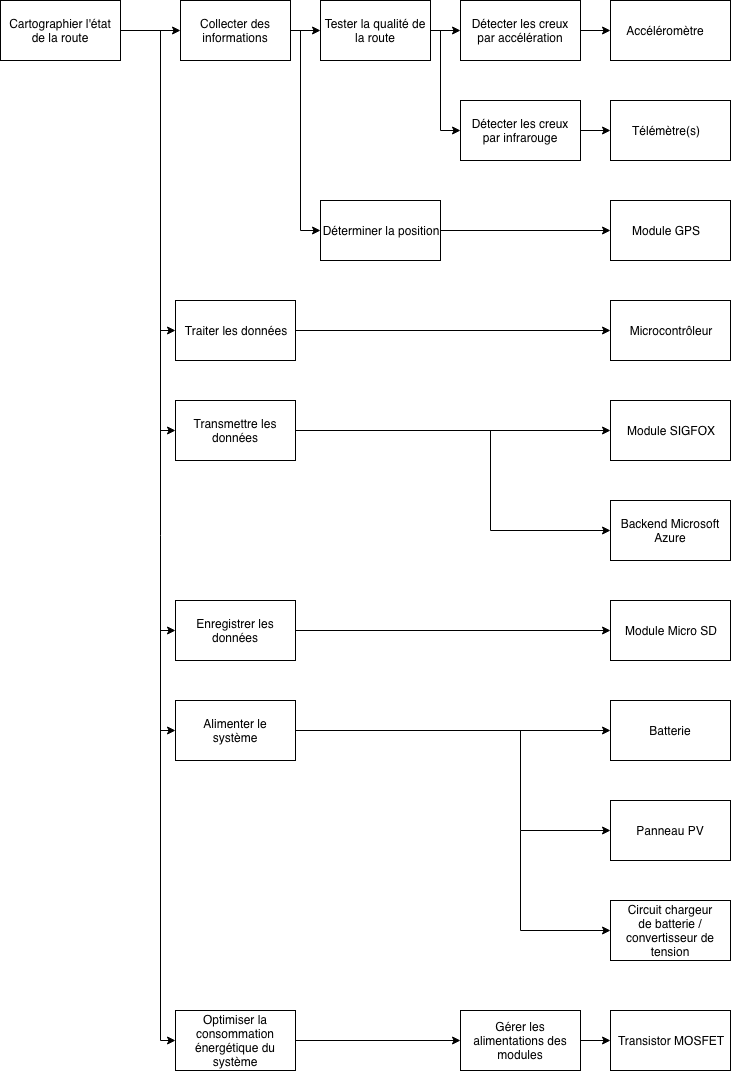 Cartographier l'état
de la route
Collecter des
informations
Tester la qualité de
la route
Détecter les creux
par accélération
Accéléromètre
Détecter les creux
par infrarouge
Télémètre(s)
Déterminer la position
Module GPS
Traiter les données
Microcontrôleur
Transmettre les
données
Module SIGFOX
Backend Microsoft
Azure
Enregistrer les
données
Module Micro SD
Alimenter le
système
Batterie
Panneau PV
Circuit chargeur
de batterie /
convertisseur de
tension
Optimiser la
consommation
énergétique du
système
Gérer les
alimentations des
modules
Transistor MOSFET